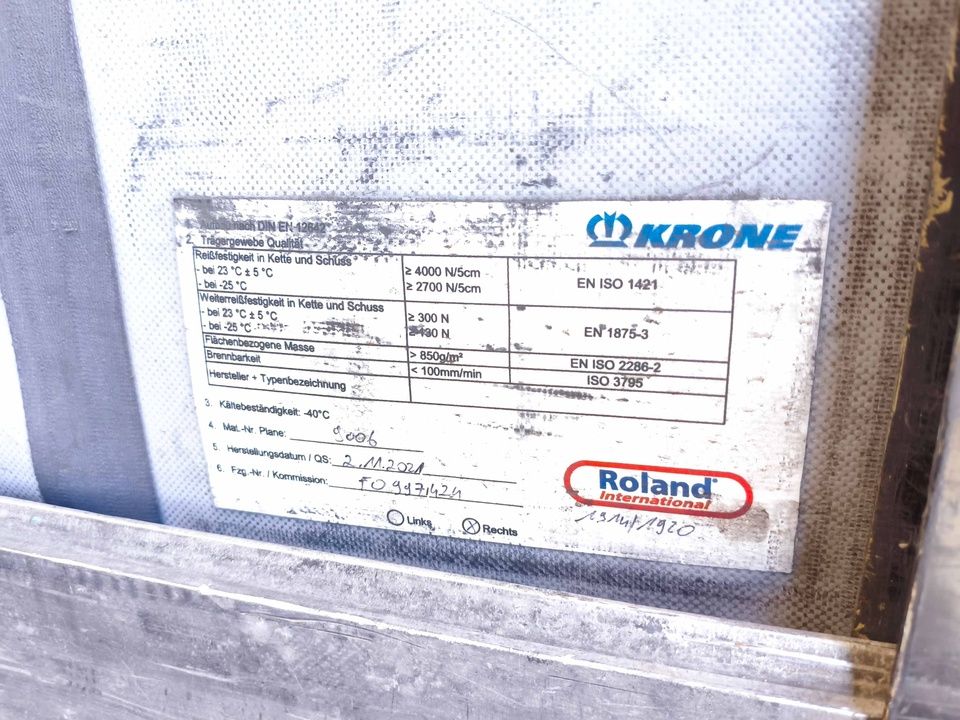 nach DIN EN 12642
KRONE
2. Trägergewebe Qualität
Reißfestigkeit in Kette und Schuss
- bei 23 °C ± 5 °C ≥ 4000 N/5cm EN ISO 1421
- bei -25 °C ≥ 2700 N/5cm
Weiterreißfestigkeit in Kette und Schuss
- bei 23 °C ± 5 °C ≥ 300 N EN 1875-3
- bei -25 °C ≥ 130 N
Flächenbezogene Masse > 850g/m² EN ISO 2286-2
Brennbarkeit < 100mm/min ISO 3795
Hersteller + Typenbezeichnung
3. Kältebeständigkeit: -40°C
4. Mat.-Nr. Plane: 9006
5. Herstellungsdatum / QS: 2.11.2021
6. Fzg.-Nr. / Kommission:
Links Rechts
Roland
International